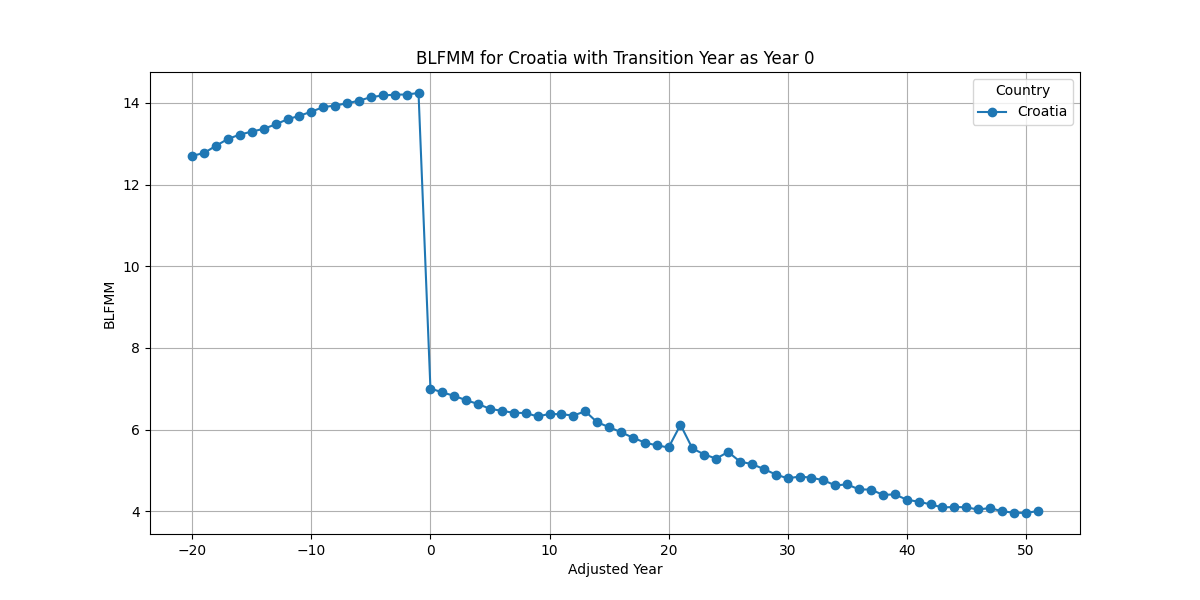 BLFMM for Croatia with Transition Year as Year 0
Country
Croatia
BLFMM
14
12
10
8
6
4
−20 −10 0 10 20 30 40 50
Adjusted Year